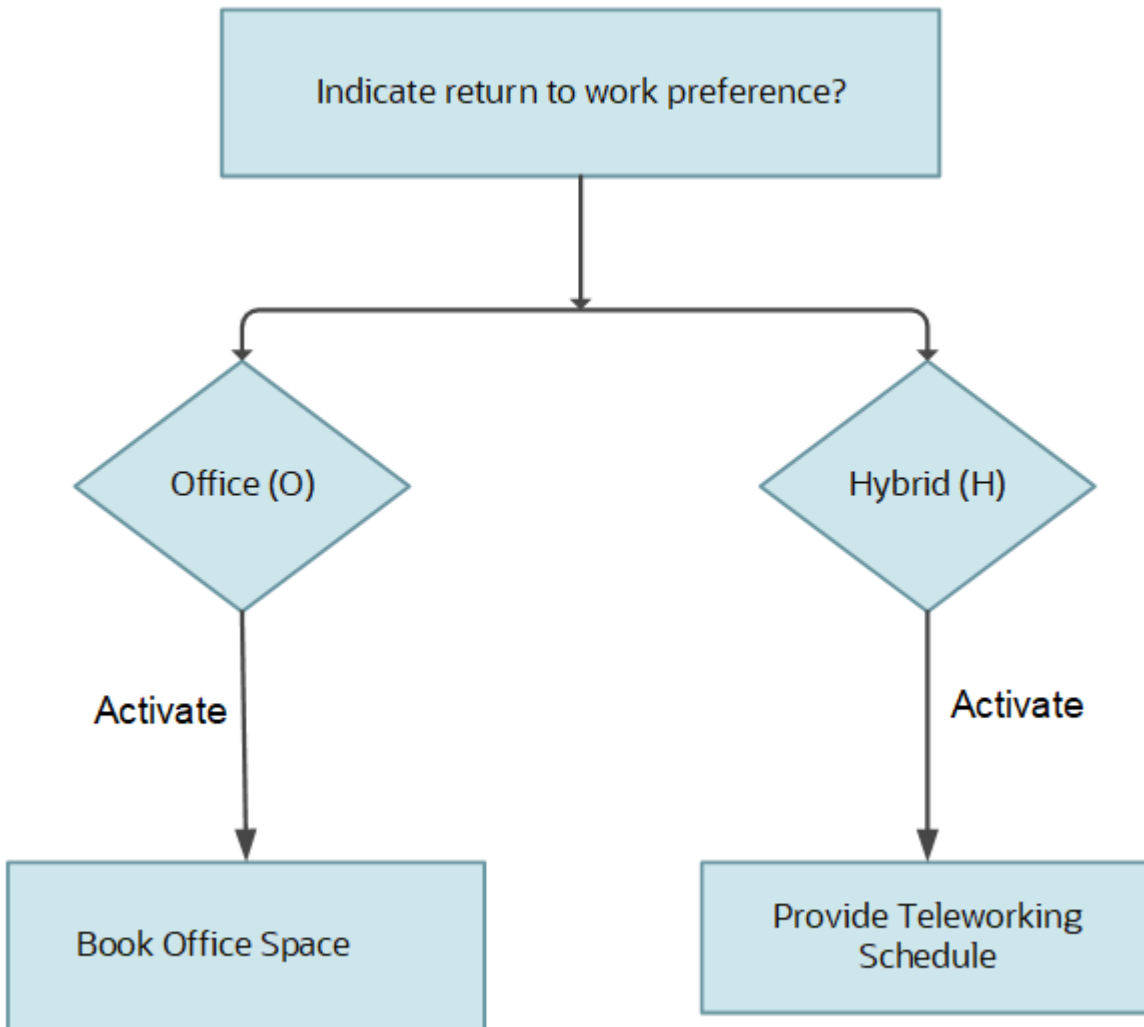 Indicate return to work preference?
Office (O)
Hybrid (H)
Activate
Activate
Book Office Space
Provide Teleworking
Schedule